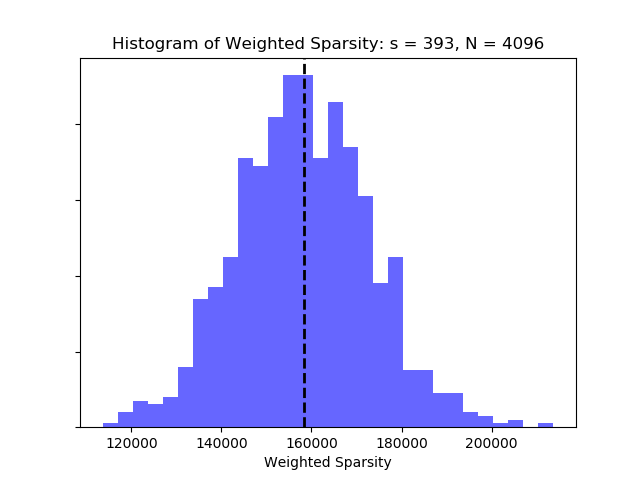 Histogram of Weighted Sparsity: s = 393, N = 4096
120000 140000 160000 180000 200000
Weighted Sparsity